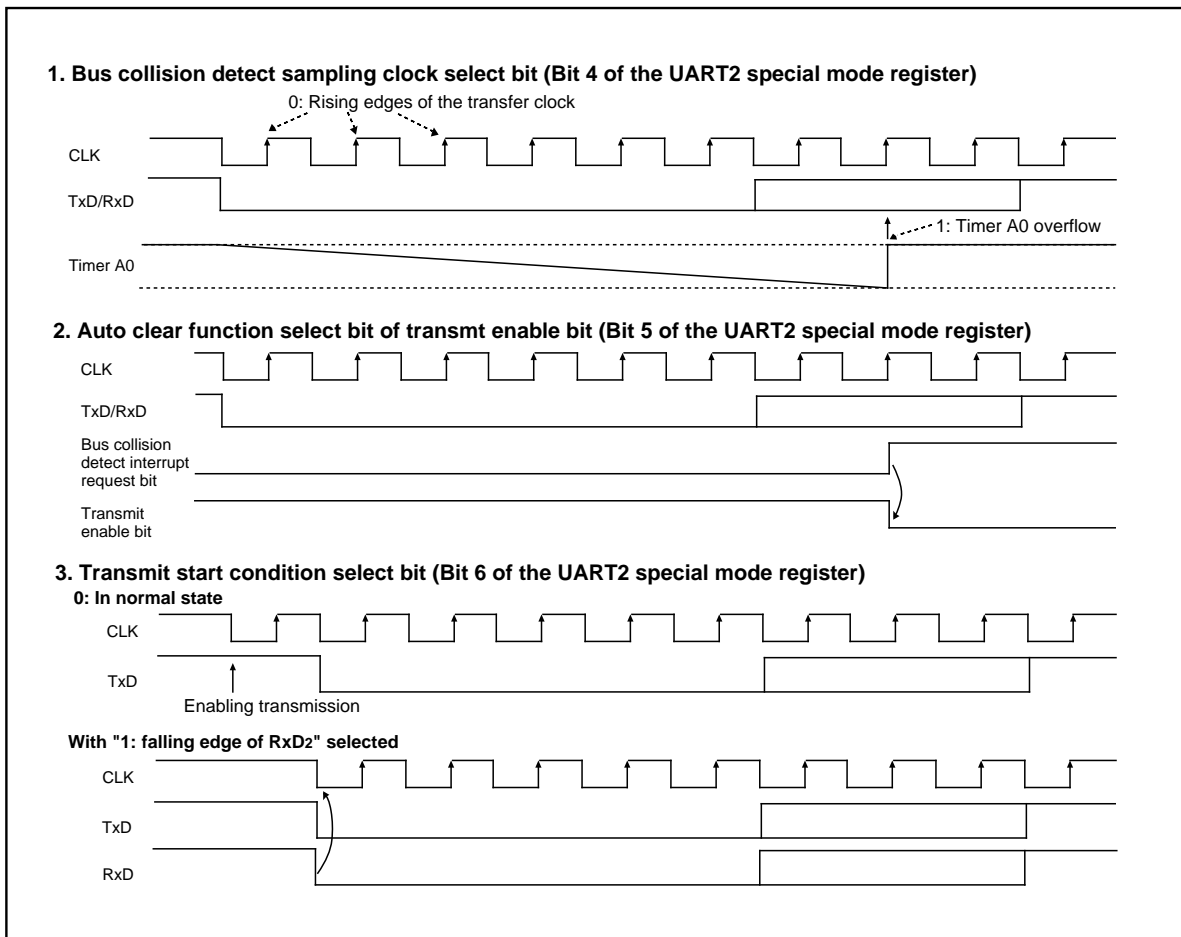 1. Bus collision detect sampling clock select bit (Bit 4 of the UART2 special mode register)
0: Rising edges of the transfer clock
CLK
TxD/RxD
1: Timer A0 overflow
Timer A0
2. Auto clear function select bit of transmt enable bit (Bit 5 of the UART2 special mode register)
CLK
TxD/RxD
Bus collision
detect interrupt
request bit
Transmit
enable bit
3. Transmit start condition select bit (Bit 6 of the UART2 special mode register)
0: In normal state
CLK
TxD
Enabling transmission
With "1: falling edge of RxD2" selected
CLK
TxD
RxD